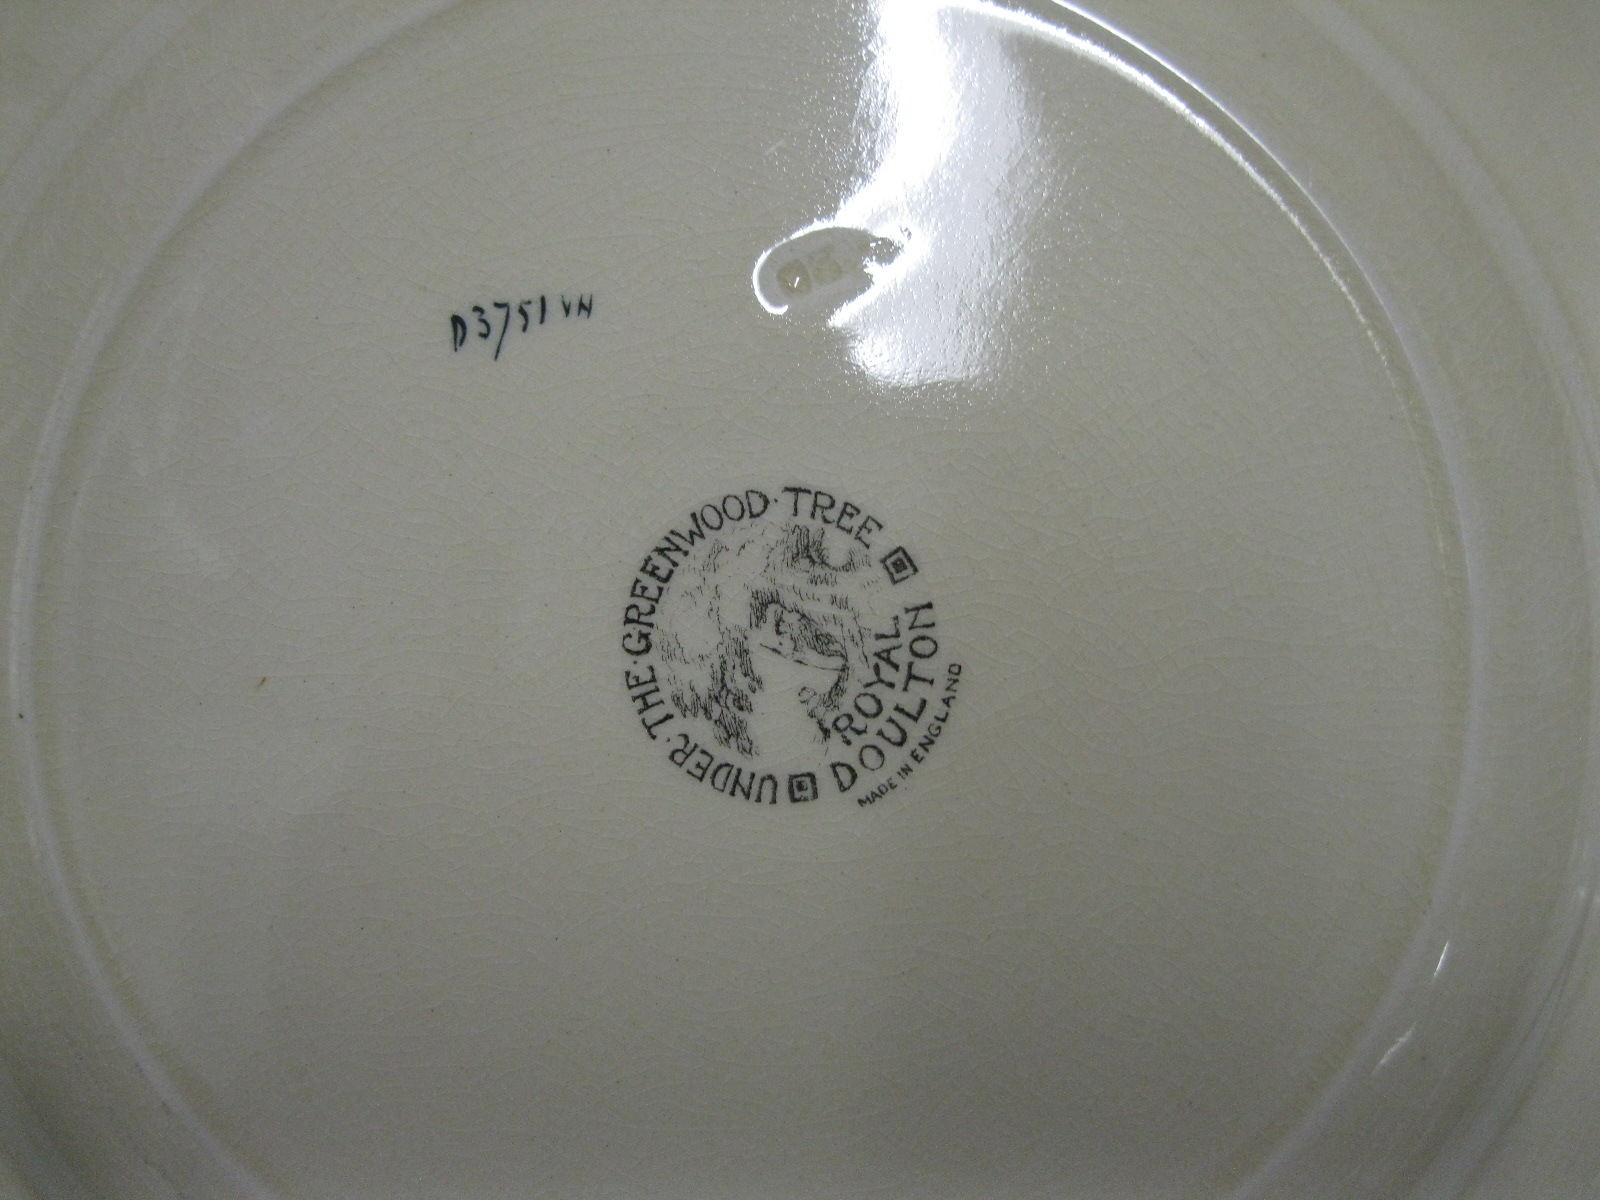 D3751 VN
UNDER · THE · GREENWOOD · TREE
ROYAL
DOULTON
MADE IN ENGLAND